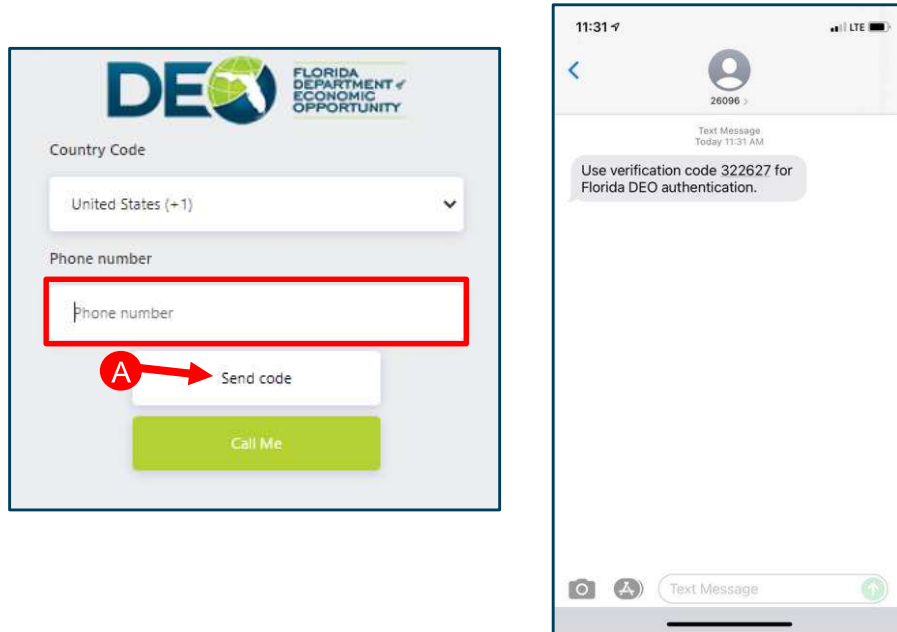 DEO
FLORIDA
DEPARTMENT of
ECONOMIC
OPPORTUNITY
Country Code
United States (+1)
Phone number
Phone number
A
Send code
Call Me
11:31
LTE
26096 >
Text Message
Today 11:31 AM
Use verification code 322627 for
Florida DEO authentication.
Text Message